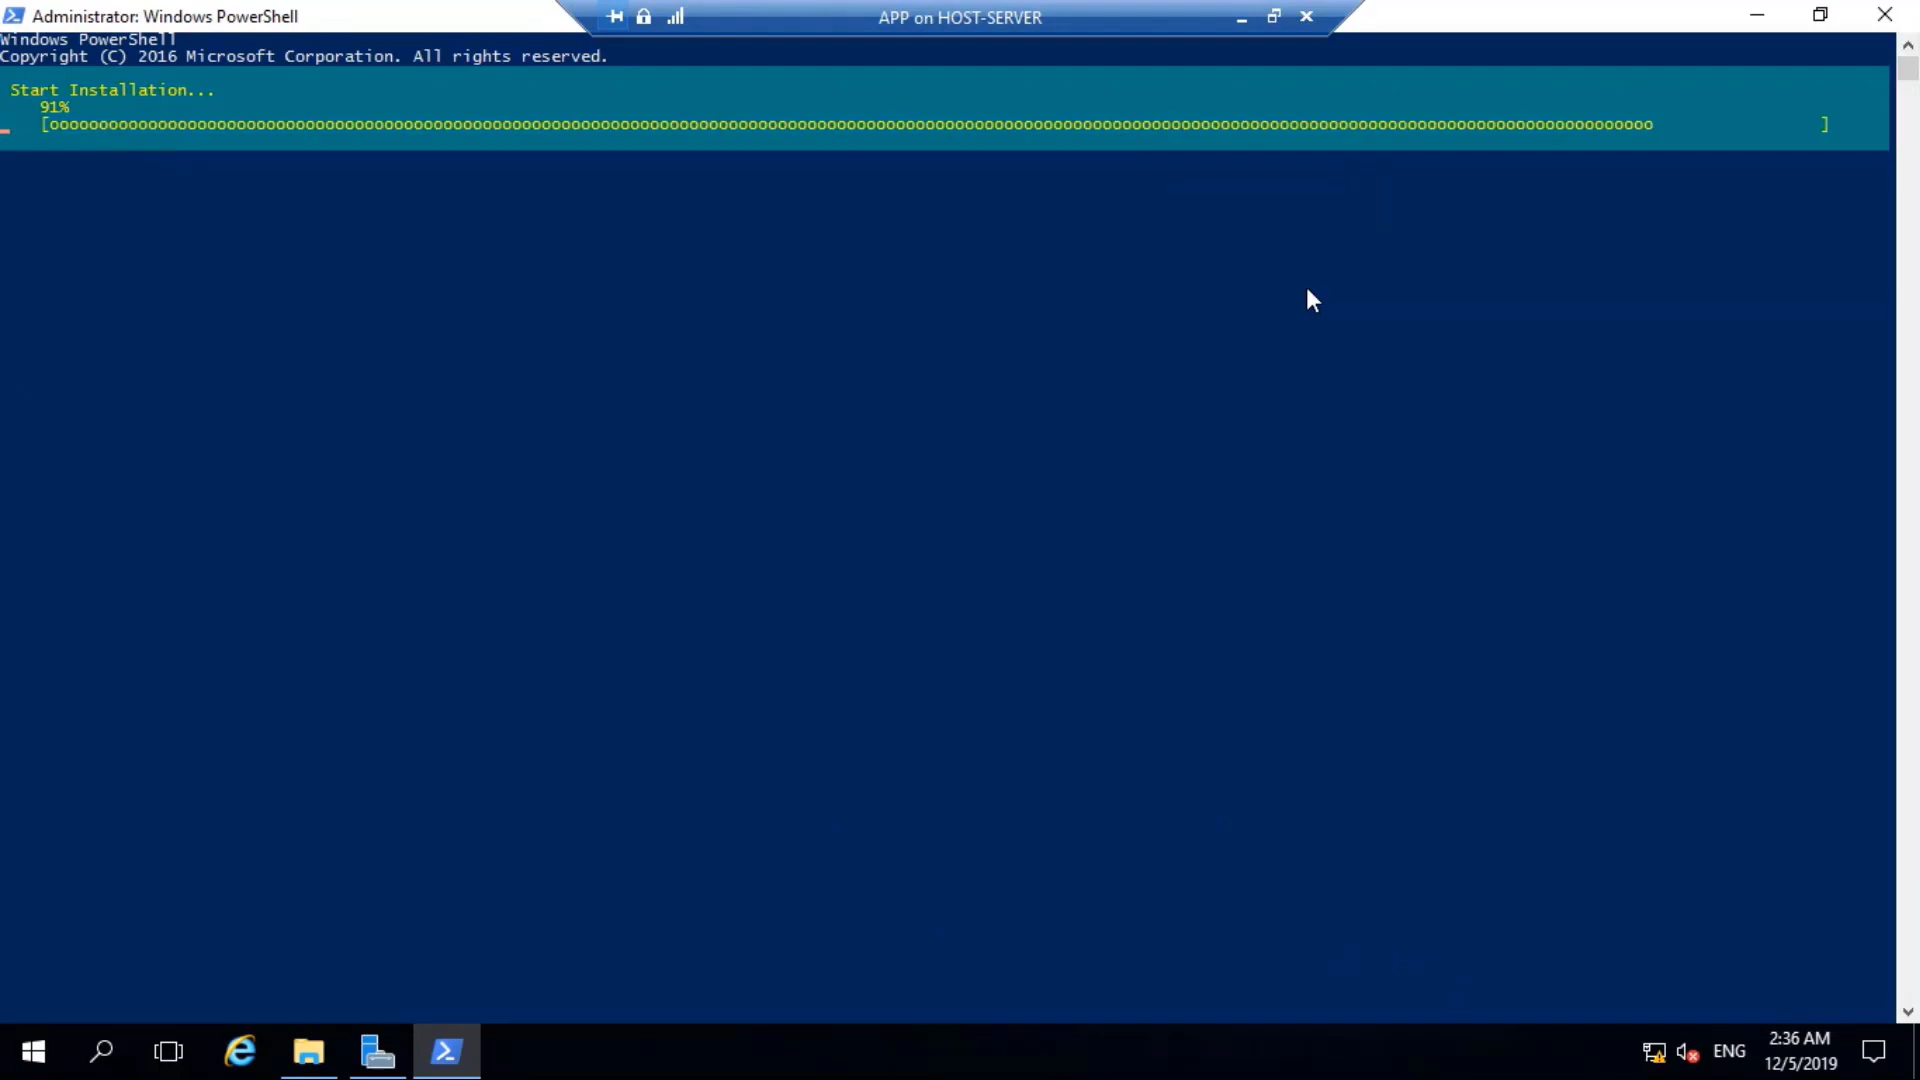 Administrator: Windows PowerShell
APP on HOST-SERVER
Windows PowerShell
Copyright (C) 2016 Microsoft Corporation. All rights reserved.
Start Installation...
91%
[ooooooooooooooooooooooooooooooooooooooooooooooooooooooooooooooooooooooooooooooooooooooooooooooooooooooooooooooooooooooooooooooooooooooooooooooooooooooooooooooooooo                 ]
ENG
2:36 AM
12/5/2019